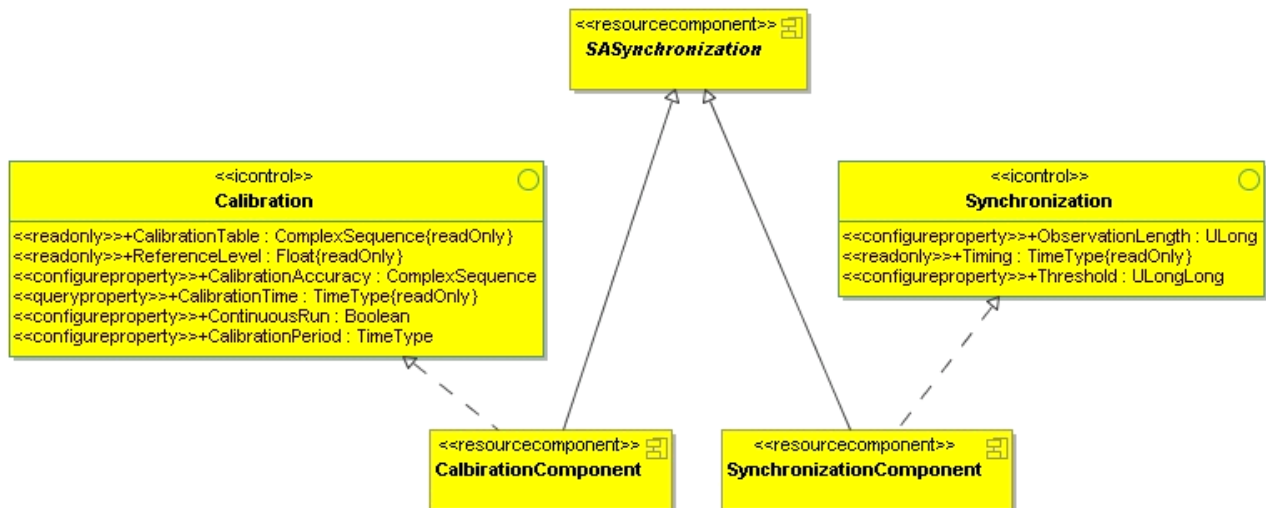 <<resourcecomponent>>
SASynchronization
<<icontrol>>
Calibration
<<readonly>>+CalibrationTable : ComplexSequence{readOnly}
<<readonly>>+ReferenceLevel : Float{readOnly}
<<configureproperty>>+CalibrationAccuracy : ComplexSequence
<<queryproperty>>+CalibrationTime : TimeType{readOnly}
<<configureproperty>>+ContinuousRun : Boolean
<<configureproperty>>+CalibrationPeriod : TimeType
<<icontrol>>
Synchronization
<<configureproperty>>+ObservationLength : ULong
<<readonly>>+Timing : TimeType{readOnly}
<<configureproperty>>+Threshold : ULongLong
<<resourcecomponent>>
CalbirationComponent
<<resourcecomponent>>
SynchronizationComponent